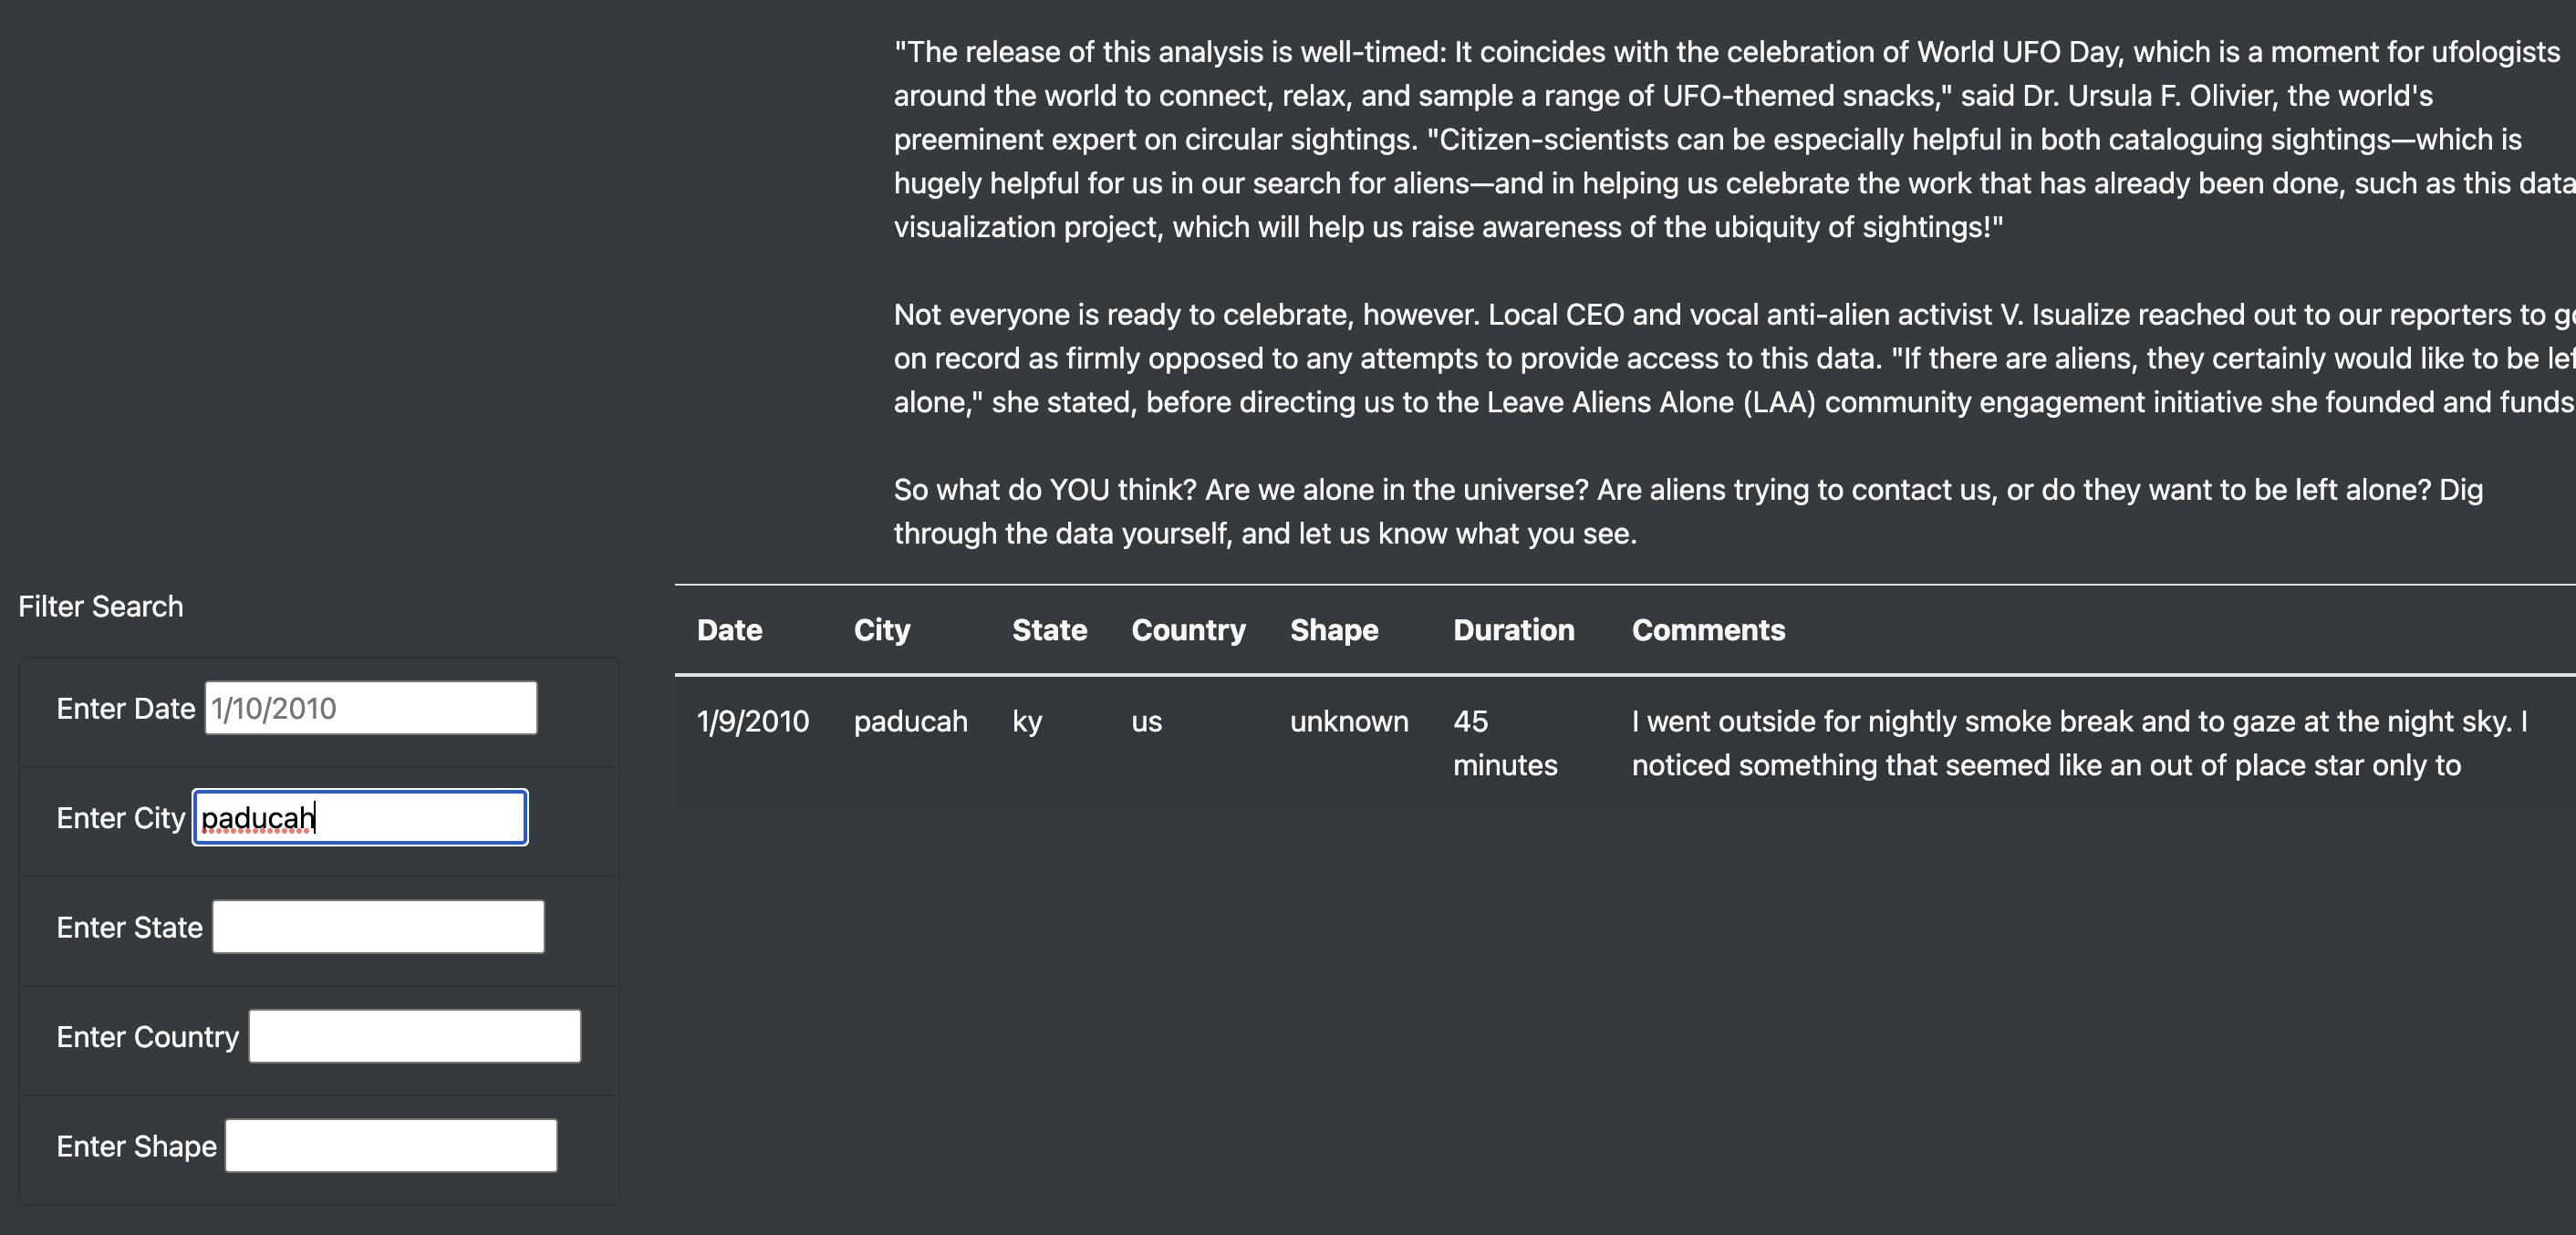 "The release of this analysis is well-timed: It coincides with the celebration of World UFO Day, which is a moment for ufologists
around the world to connect, relax, and sample a range of UFO-themed snacks," said Dr. Ursula F. Olivier, the world's
preeminent expert on circular sightings. "Citizen-scientists can be especially helpful in both cataloguing sightings—which is
hugely helpful for us in our search for aliens—and in helping us celebrate the work that has already been done, such as this data
visualization project, which will help us raise awareness of the ubiquity of sightings!"
Not everyone is ready to celebrate, however. Local CEO and vocal anti-alien activist V. Isualize reached out to our reporters to
on record as firmly opposed to any attempts to provide access to this data. "If there are aliens, they certainly would like to be
alone," she stated, before directing us to the Leave Aliens Alone (LAA) community engagement initiative she founded and funds
So what do YOU think? Are we alone in the universe? Are aliens trying to contact us, or do they want to be left alone? Dig
through the data yourself, and let us know what you see.
Filter Search
Enter Date 1/10/2010
Enter City paducah
Enter State
Enter Country
Enter Shape
Date City State Country Shape Duration Comments
1/9/2010 paducah ky us unknown 45 I went outside for nightly smoke break and to gaze at the night sky. I
minutes noticed something that seemed like an out of place star only to